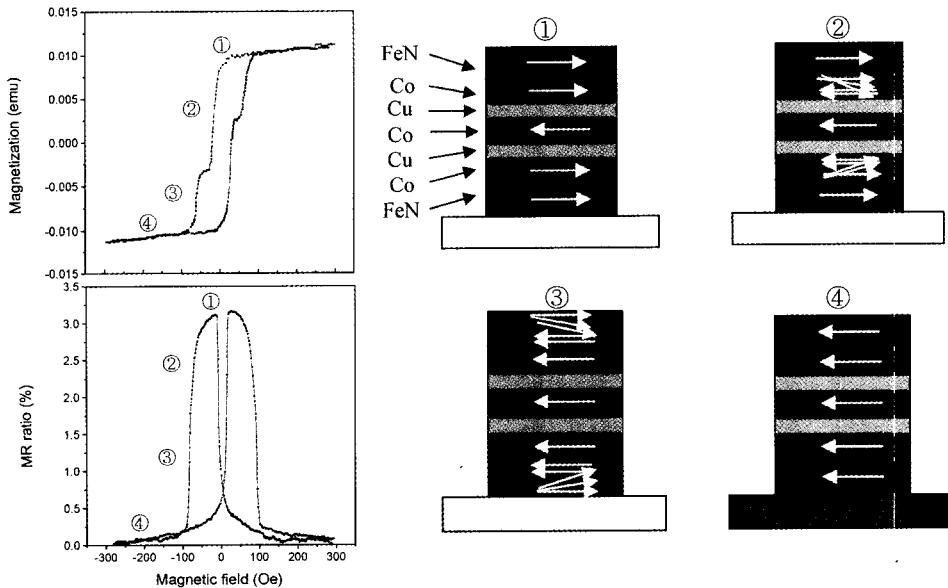 Magnetization (emu)
0.015
0.010
0.005
0.000
-0.005
-0.010
-0.015
①
②
③
④
MR ratio (%)
3.5
3.0
2.5
2.0
1.5
1.0
0.5
0.0
①
②
③
④
-300 -200 -100 0 100 200 300
Magnetic field (Oe)
①
FeN
Co
Cu
Co
Cu
Co
FeN
②
③
④